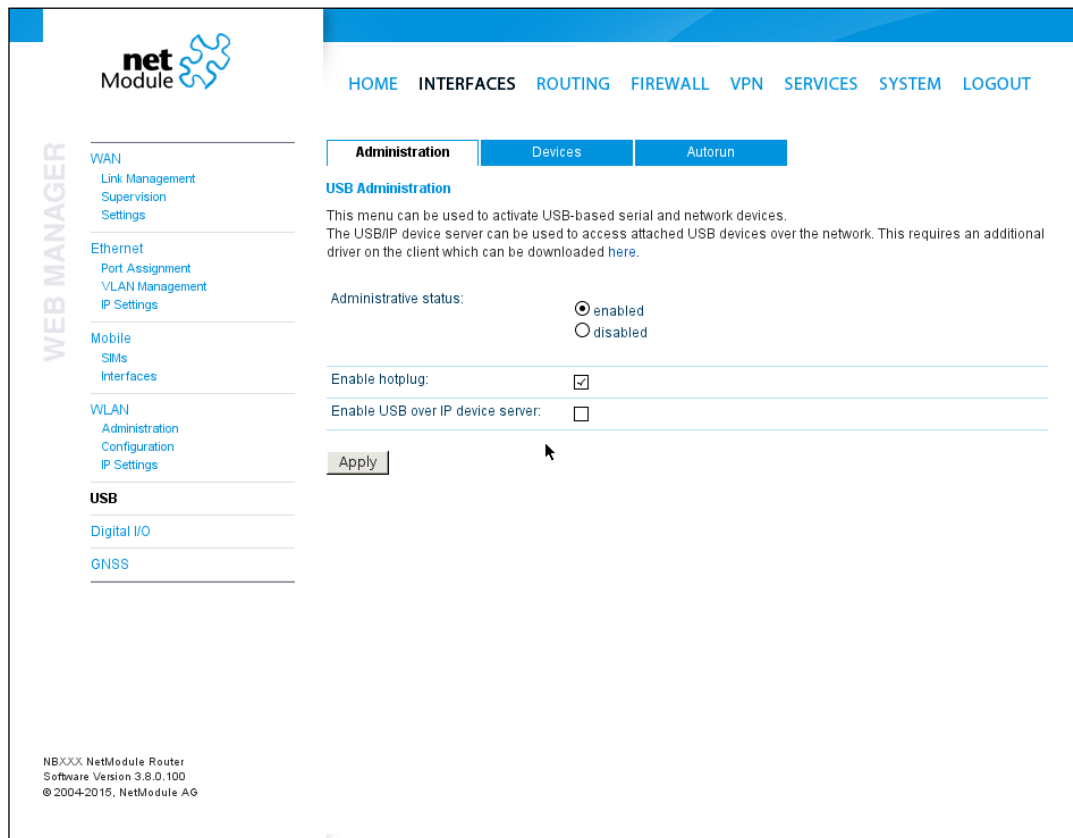 net
Module
HOME INTERFACES ROUTING FIREWALL VPN SERVICES SYSTEM LOGOUT
WEB MANAGER
WAN
Link Management
Supervision
Settings
Ethernet
Port Assignment
VLAN Management
IP Settings
Mobile
SIMs
Interfaces
WLAN
Administration
Configuration
IP Settings
USB
Digital I/O
GNSS
Administration Devices Autorun
USB Administration
This menu can be used to activate USB-based serial and network devices.
The USB/IP device server can be used to access attached USB devices over the network. This requires an additional
driver on the client which can be downloaded here.
Administrative status:
enabled
disabled
Enable hotplug:
Enable USB over IP device server:
Apply
NBXXX NetModule Router
Software Version 3.8.0.100
© 2004-2015, NetModule AG